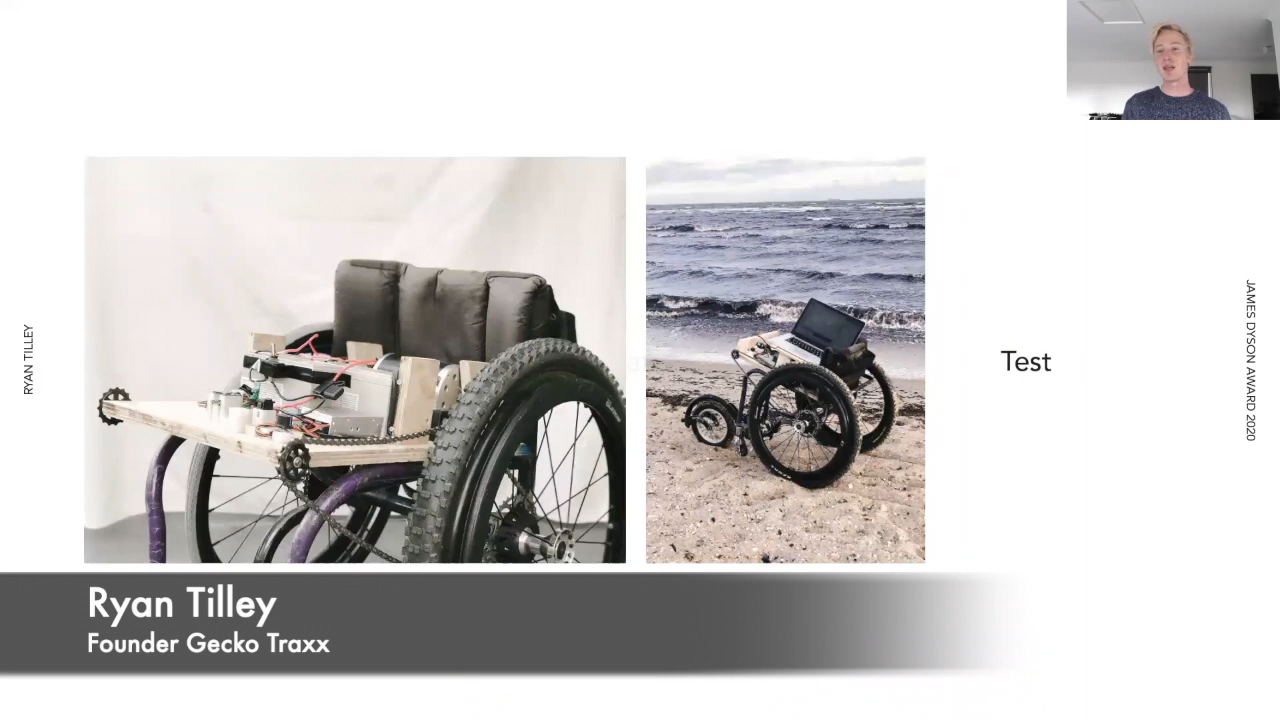 RYAN TILLEY
Test
JAMES DYSON AWARD 2020
Ryan Tilley
Founder Gecko Traxx